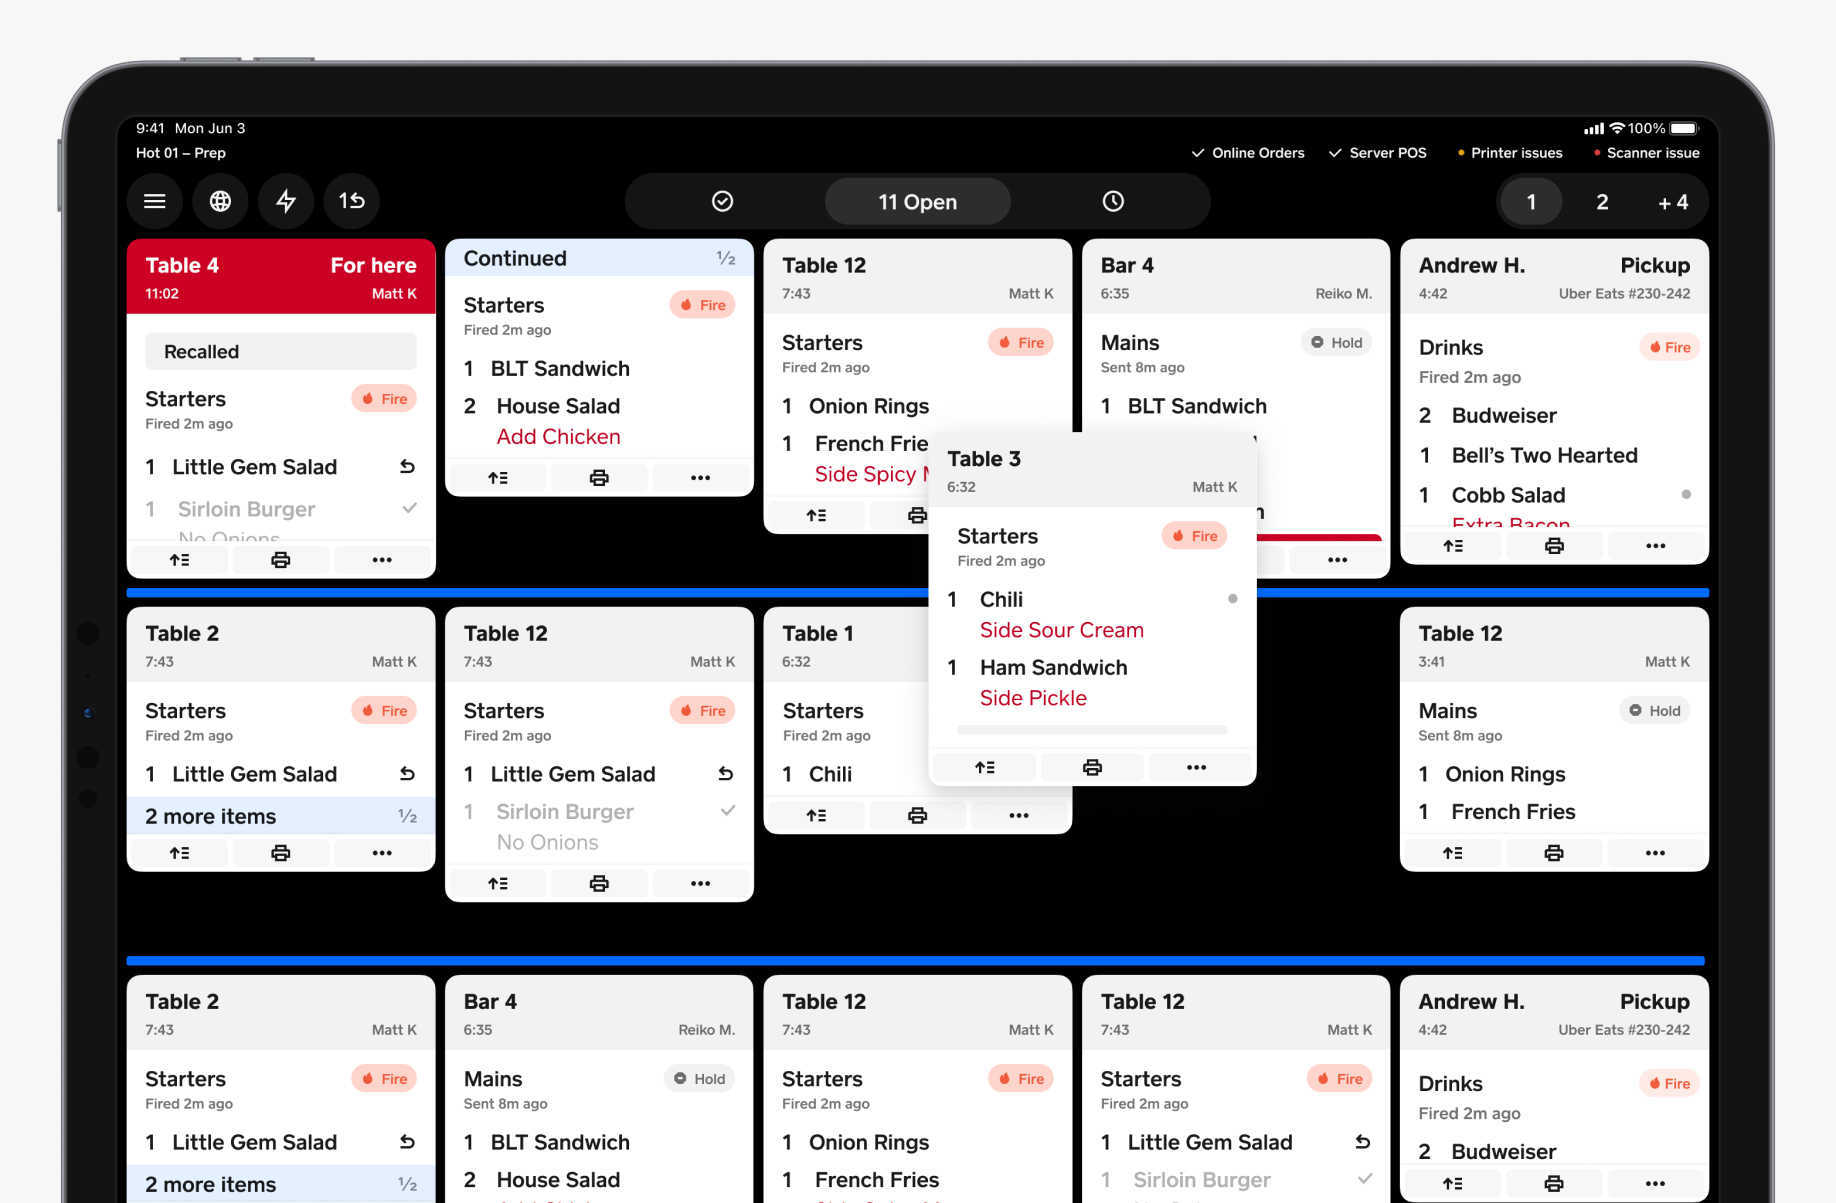 9:41 Mon Jun 3
100%
Hot 01 – Prep
Online Orders
Server POS
Printer issues
Scanner issue
1
11 Open
1
2
+ 4
Table 4 For here
11:02 Matt K
Recalled
Starters Fire
Fired 2m ago
1 Little Gem Salad
1 Sirloin Burger
No Onions
Continued ½
Starters Fire
Fired 2m ago
1 BLT Sandwich
2 House Salad
Add Chicken
Table 12
7:43 Matt K
Starters Fire
Fired 2m ago
1 Onion Rings
1 French Frie
Side Spicy
Bar 4
6:35 Reiko M.
Mains Hold
Sent 8m ago
1 BLT Sandwich
Andrew H. Pickup
4:42 Uber Eats #230-242
Drinks Fire
Fired 2m ago
2 Budweiser
1 Bell's Two Hearted
1 Cobb Salad
Extra Bacon
Table 3
6:32 Matt K
Starters Fire
Fired 2m ago
1 Chili
Side Sour Cream
1 Ham Sandwich
Side Pickle
Table 2
7:43 Matt K
Starters Fire
Fired 2m ago
1 Little Gem Salad
2 more items ½
Table 12
7:43 Matt K
Starters Fire
Fired 2m ago
1 Little Gem Salad
1 Sirloin Burger
No Onions
Table 1
6:32
Starters
Fired 2m ago
1 Chili
Table 12
3:41 Matt K
Mains Hold
Sent 8m ago
1 Onion Rings
1 French Fries
Table 2
7:43 Matt K
Starters Fire
Fired 2m ago
1 Little Gem Salad
2 more items ½
Bar 4
6:35 Reiko M.
Mains Hold
Sent 8m ago
1 BLT Sandwich
2 House Salad
Table 12
7:43 Matt K
Starters Fire
Fired 2m ago
1 Onion Rings
1 French Fries
Table 12
7:43 Matt K
Starters Fire
Fired 2m ago
1 Little Gem Salad
1 Sirloin Burger
Andrew H. Pickup
4:42 Uber Eats #230-242
Drinks Fire
Fired 2m ago
2 Budweiser